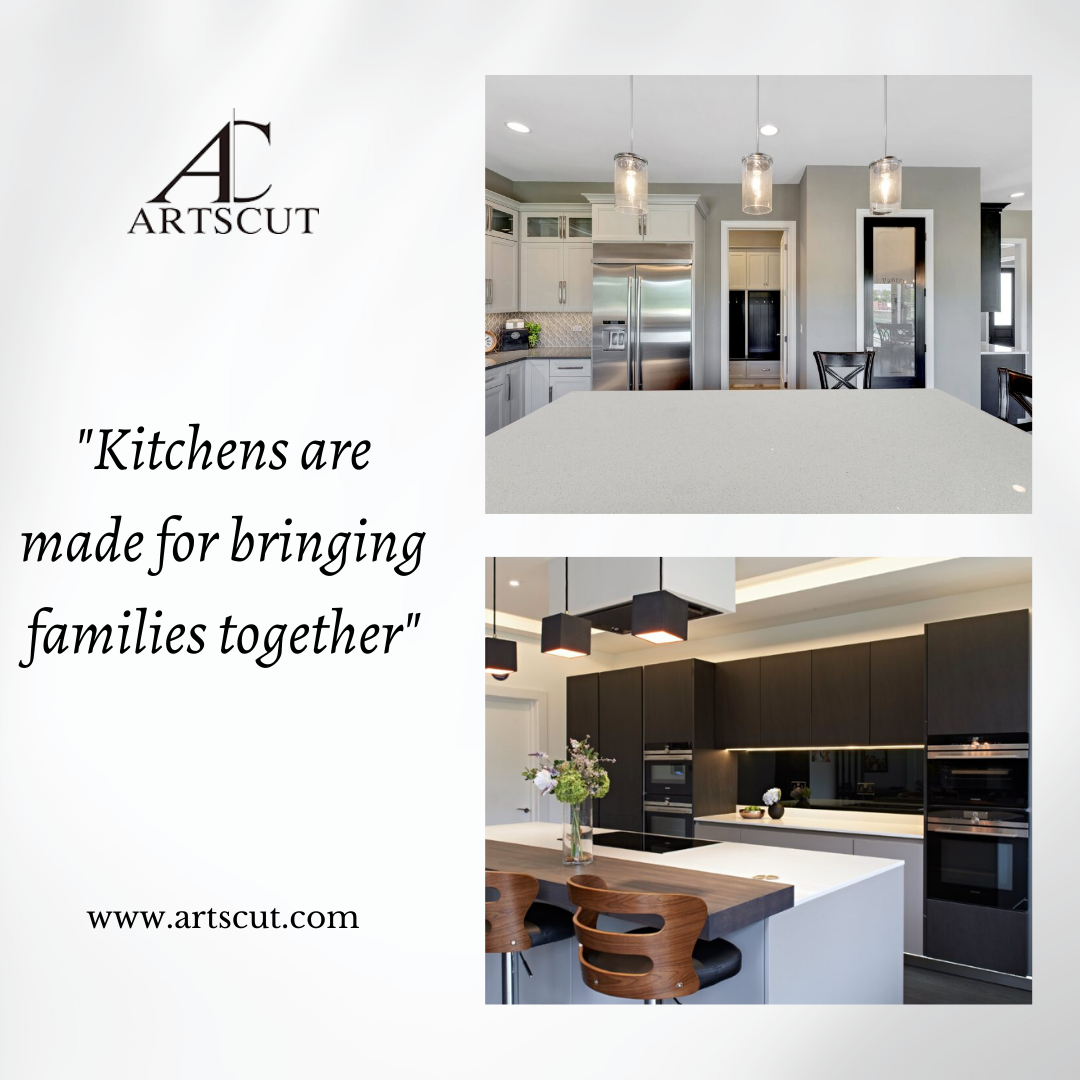 AC
ARTSCUT
"Kitchens are
made for bringing
families together"
www.artscut.com